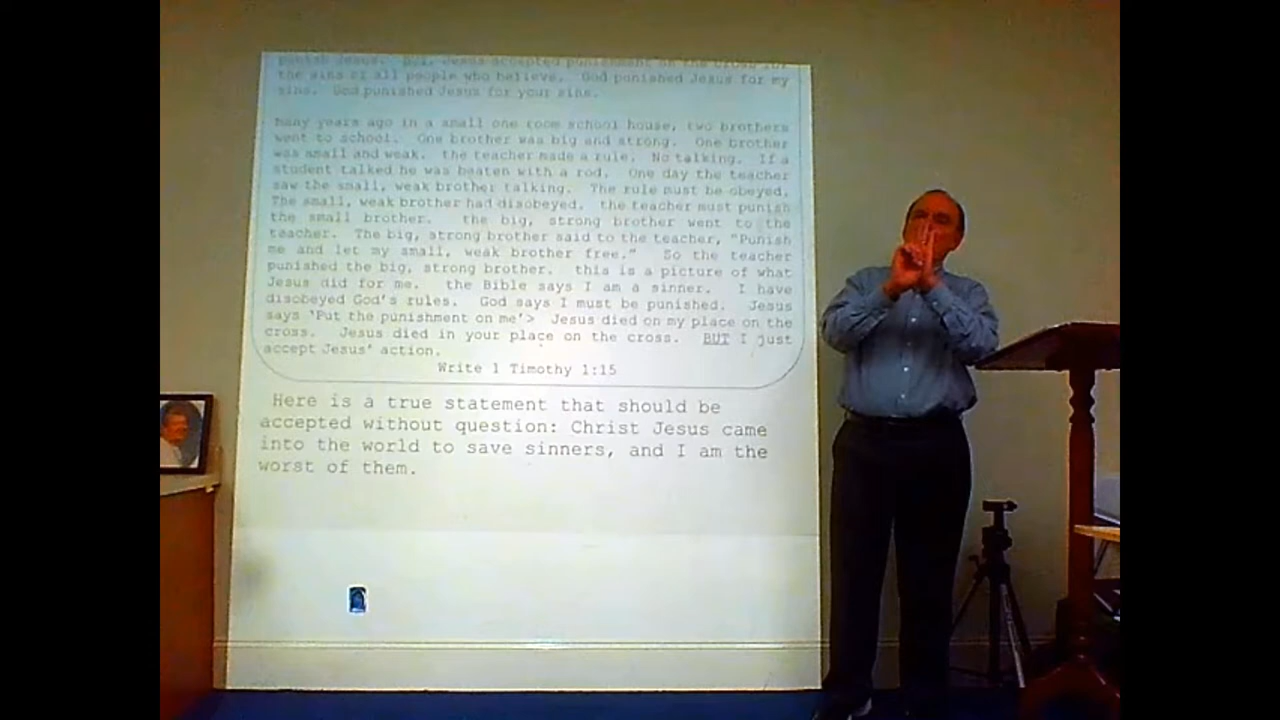 punish Jesus. But, Jesus accepted punishment on the cross for
the sins of all people who believe. God punished Jesus for my
sins. God punished Jesus for your sins.
many years ago in a small one room school house, two brothers
went to school. One brother was big and strong. One brother
was small and weak. the teacher made a rule. No talking. If a
student talked he was beaten with a rod. One day the teacher
saw the small, weak brother talking. The rule must be obeyed.
The small, weak brother had disobeyed. the teacher must punish
the small brother. the big, strong brother went to the
teacher. The big, strong brother said to the teacher, "Punish
me and let my small, weak brother free." So the teacher
punished the big, strong brother. this is a picture of what
Jesus did for me. the Bible says I am a sinner. I have
disobeyed God's rules. God says I must be punished. Jesus
says 'Put the punishment on me'> Jesus died on my place on the
cross. Jesus died in your place on the cross. BUT I just
accept Jesus' action.
Write 1 Timothy 1:15
Here is a true statement that should be
accepted without question: Christ Jesus came
into the world to save sinners, and I am the
worst of them.